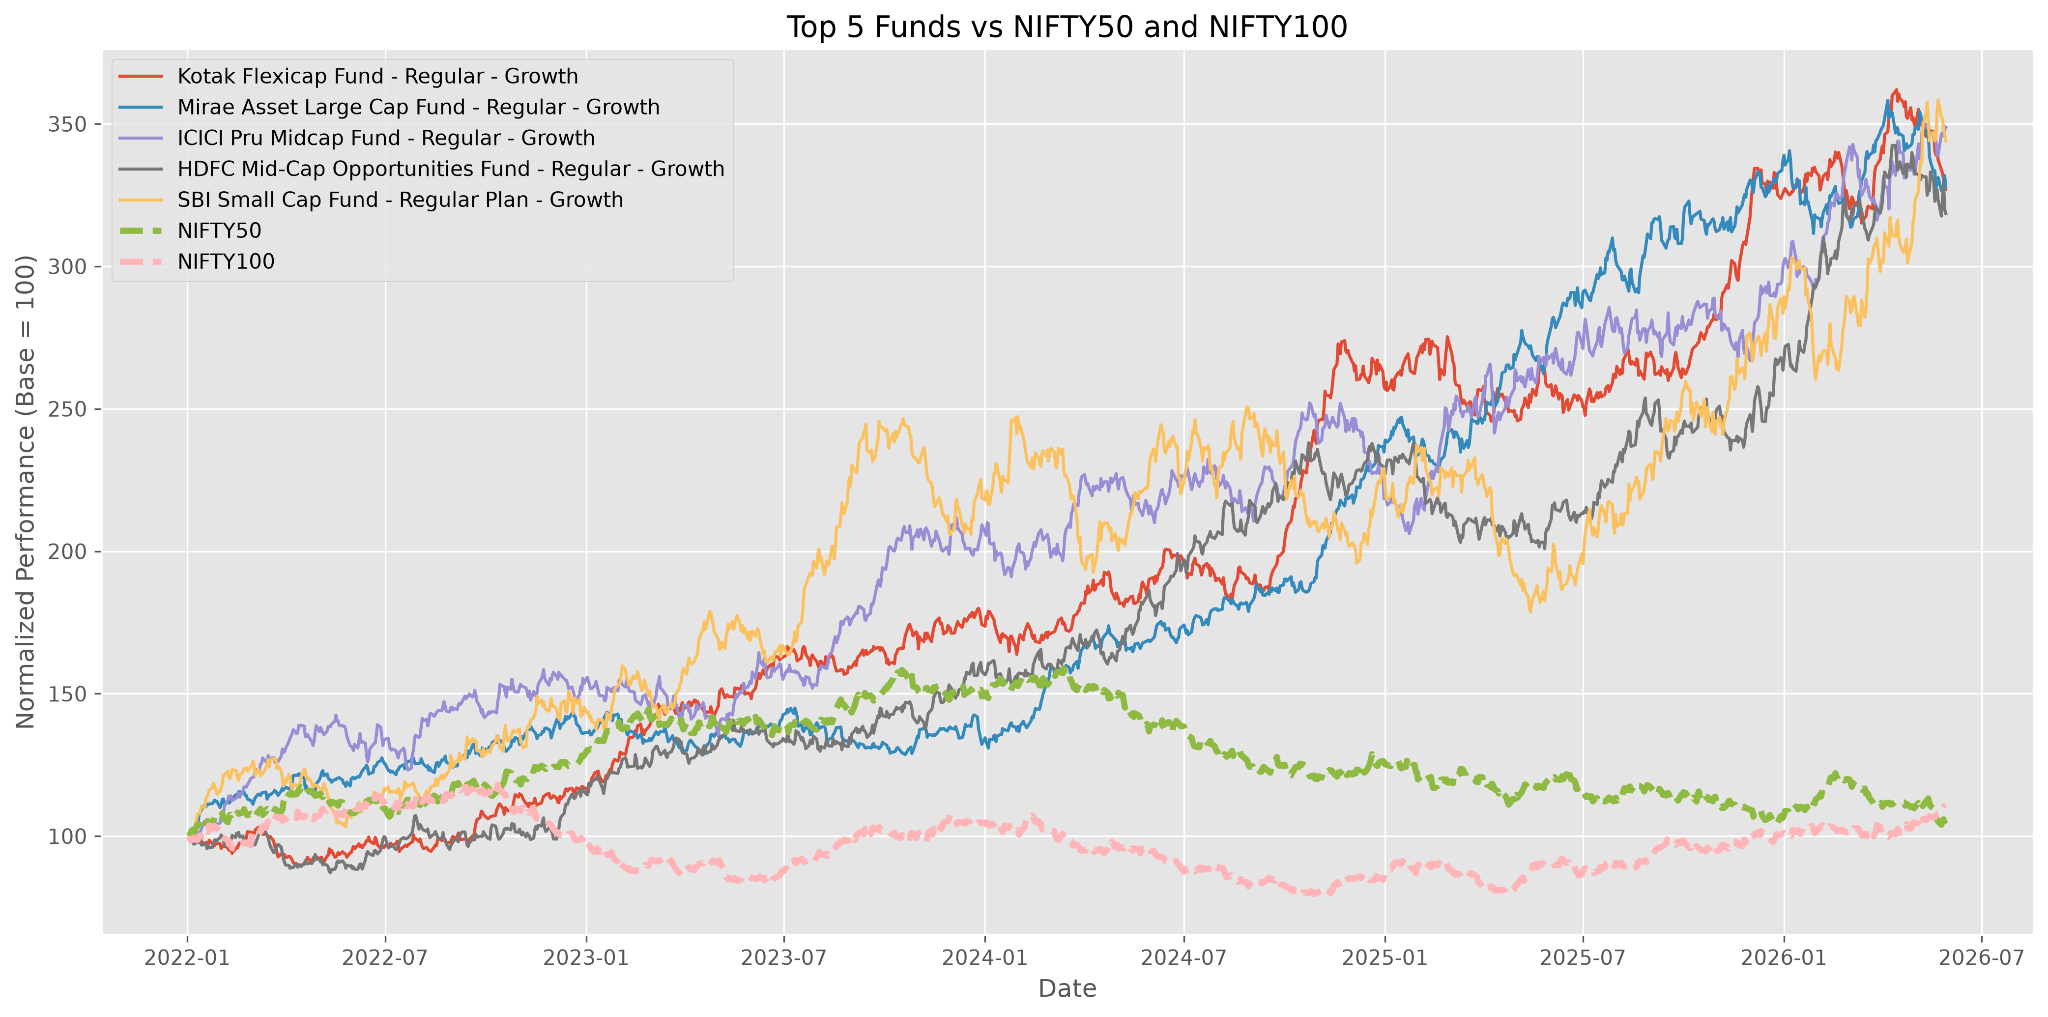 Top 5 Funds vs NIFTY50 and NIFTY100
Kotak Flexicap Fund - Regular - Growth
Mirae Asset Large Cap Fund - Regular - Growth
ICICI Pru Midcap Fund - Regular - Growth
HDFC Mid-Cap Opportunities Fund - Regular - Growth
SBI Small Cap Fund - Regular Plan - Growth
NIFTY50
NIFTY100
Normalized Performance (Base = 100)
350
300
250
200
150
100
2022-01
2022-07
2023-01
2023-07
2024-01
2024-07
2025-01
2025-07
2026-01
2026-07
Date